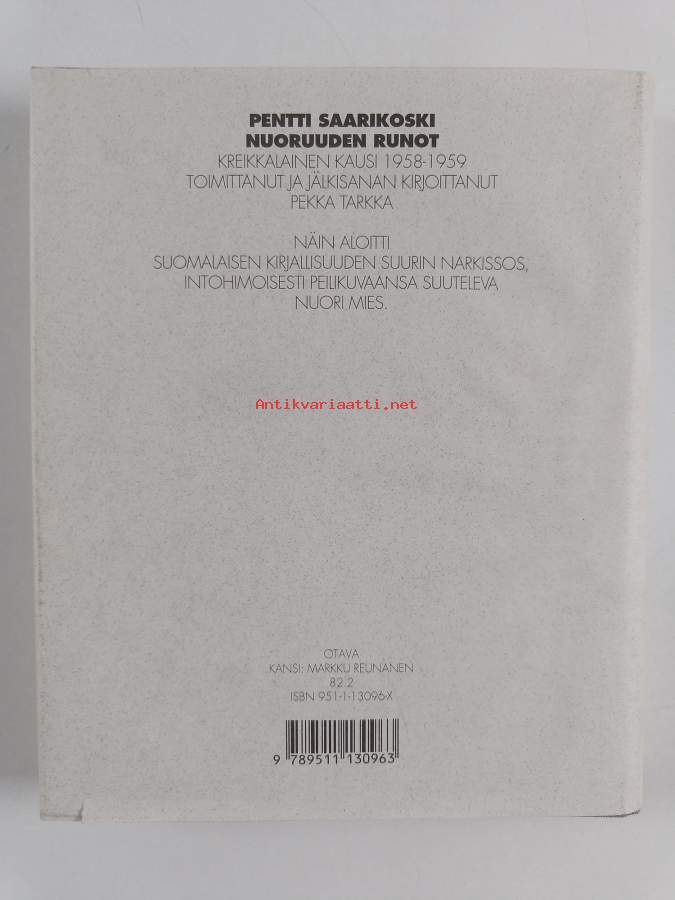 PENTTI SAARIKOSKI
NUORUUDEN RUNOT
KREIKKALAINEN KAUSI 1958-1959
TOIMITTANUT JA JÄLKISANAN KIRJOITTANUT
PEKKA TARKKA
NÄIN ALOITTI
SUOMALAISEN KIRJALLISUUDEN SUURIN NARKISSOS,
INTOHIMOISESTI PEILIKUVAANSA SUUTELEVA
NUORI MIES.
Antikvariaatti.net
OTAVA
KANSI: MARKKU REUNANEN
82.2
ISBN 951-1-13096-X
9 789511 130963